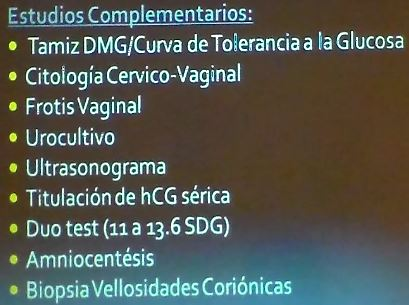 Estudios Complementarios:
• Tamiz DMG/Curva de Tolerancia a la Glucosa
• Citología Cervico-Vaginal
• Frotis Vaginal
• Urocultivo
• Ultrasonograma
• Titulación de hCG sérica
• Duo test (11 a 13.6 SDG)
• Amniocentésis
• Biopsia Vellosidades Coriónicas